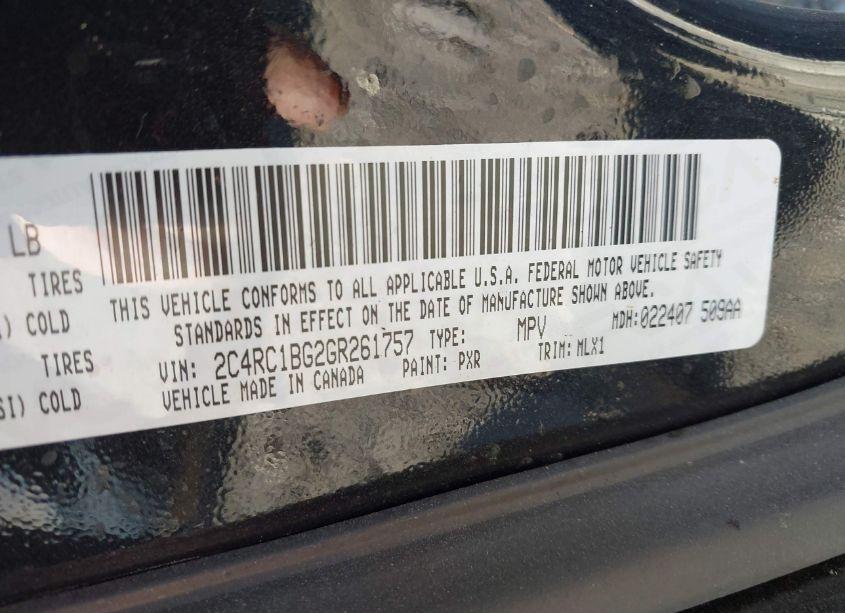 LB
TIRES
) COLD
TIRES
SI) COLD
THIS VEHICLE CONFORMS TO ALL APPLICABLE U.S.A. FEDERAL MOTOR VEHICLE SAFETY
STANDARDS IN EFFECT ON THE DATE OF MANUFACTURE SHOWN ABOVE.
VIN: 2C4RC1BG2GR261757 TYPE: MPV MDH:022407 509AA
VEHICLE MADE IN CANADA PAINT: PXR TRIM: MLX1